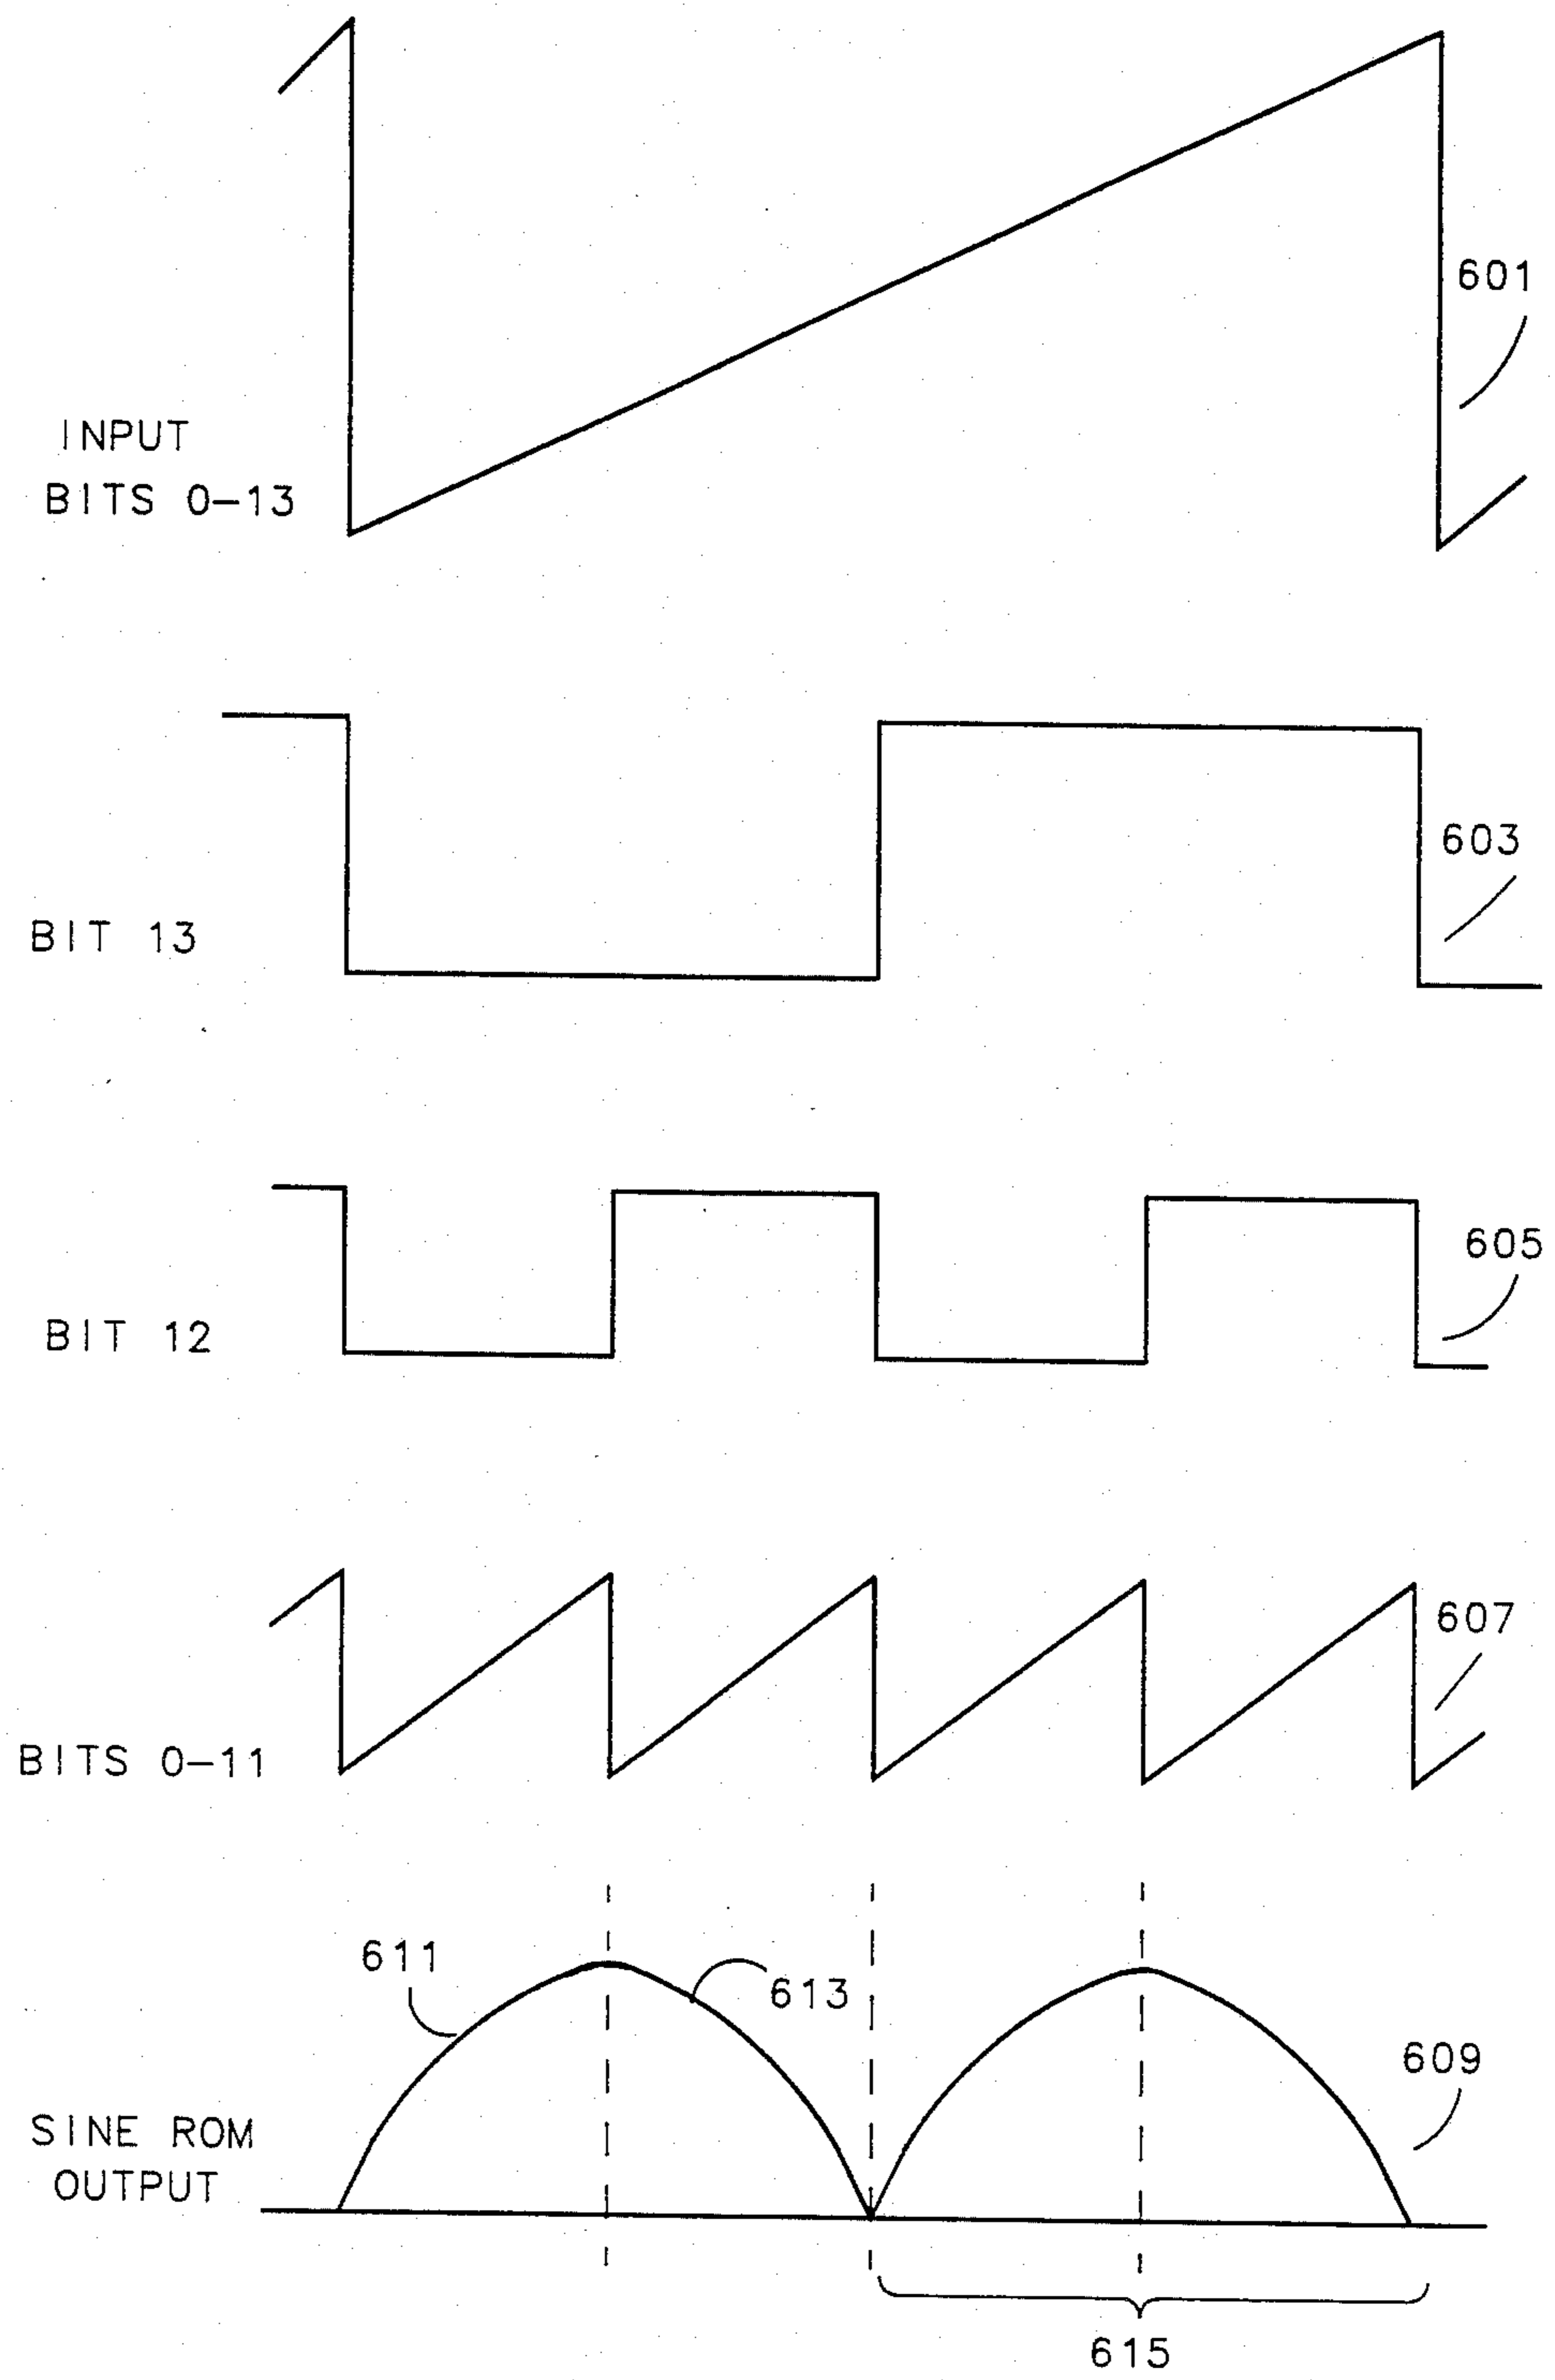 601
INPUT
BITS 0-13
603
BIT 13
605
BIT 12
607
BITS 0-11
611
613
609
SINE ROM
OUTPUT
615